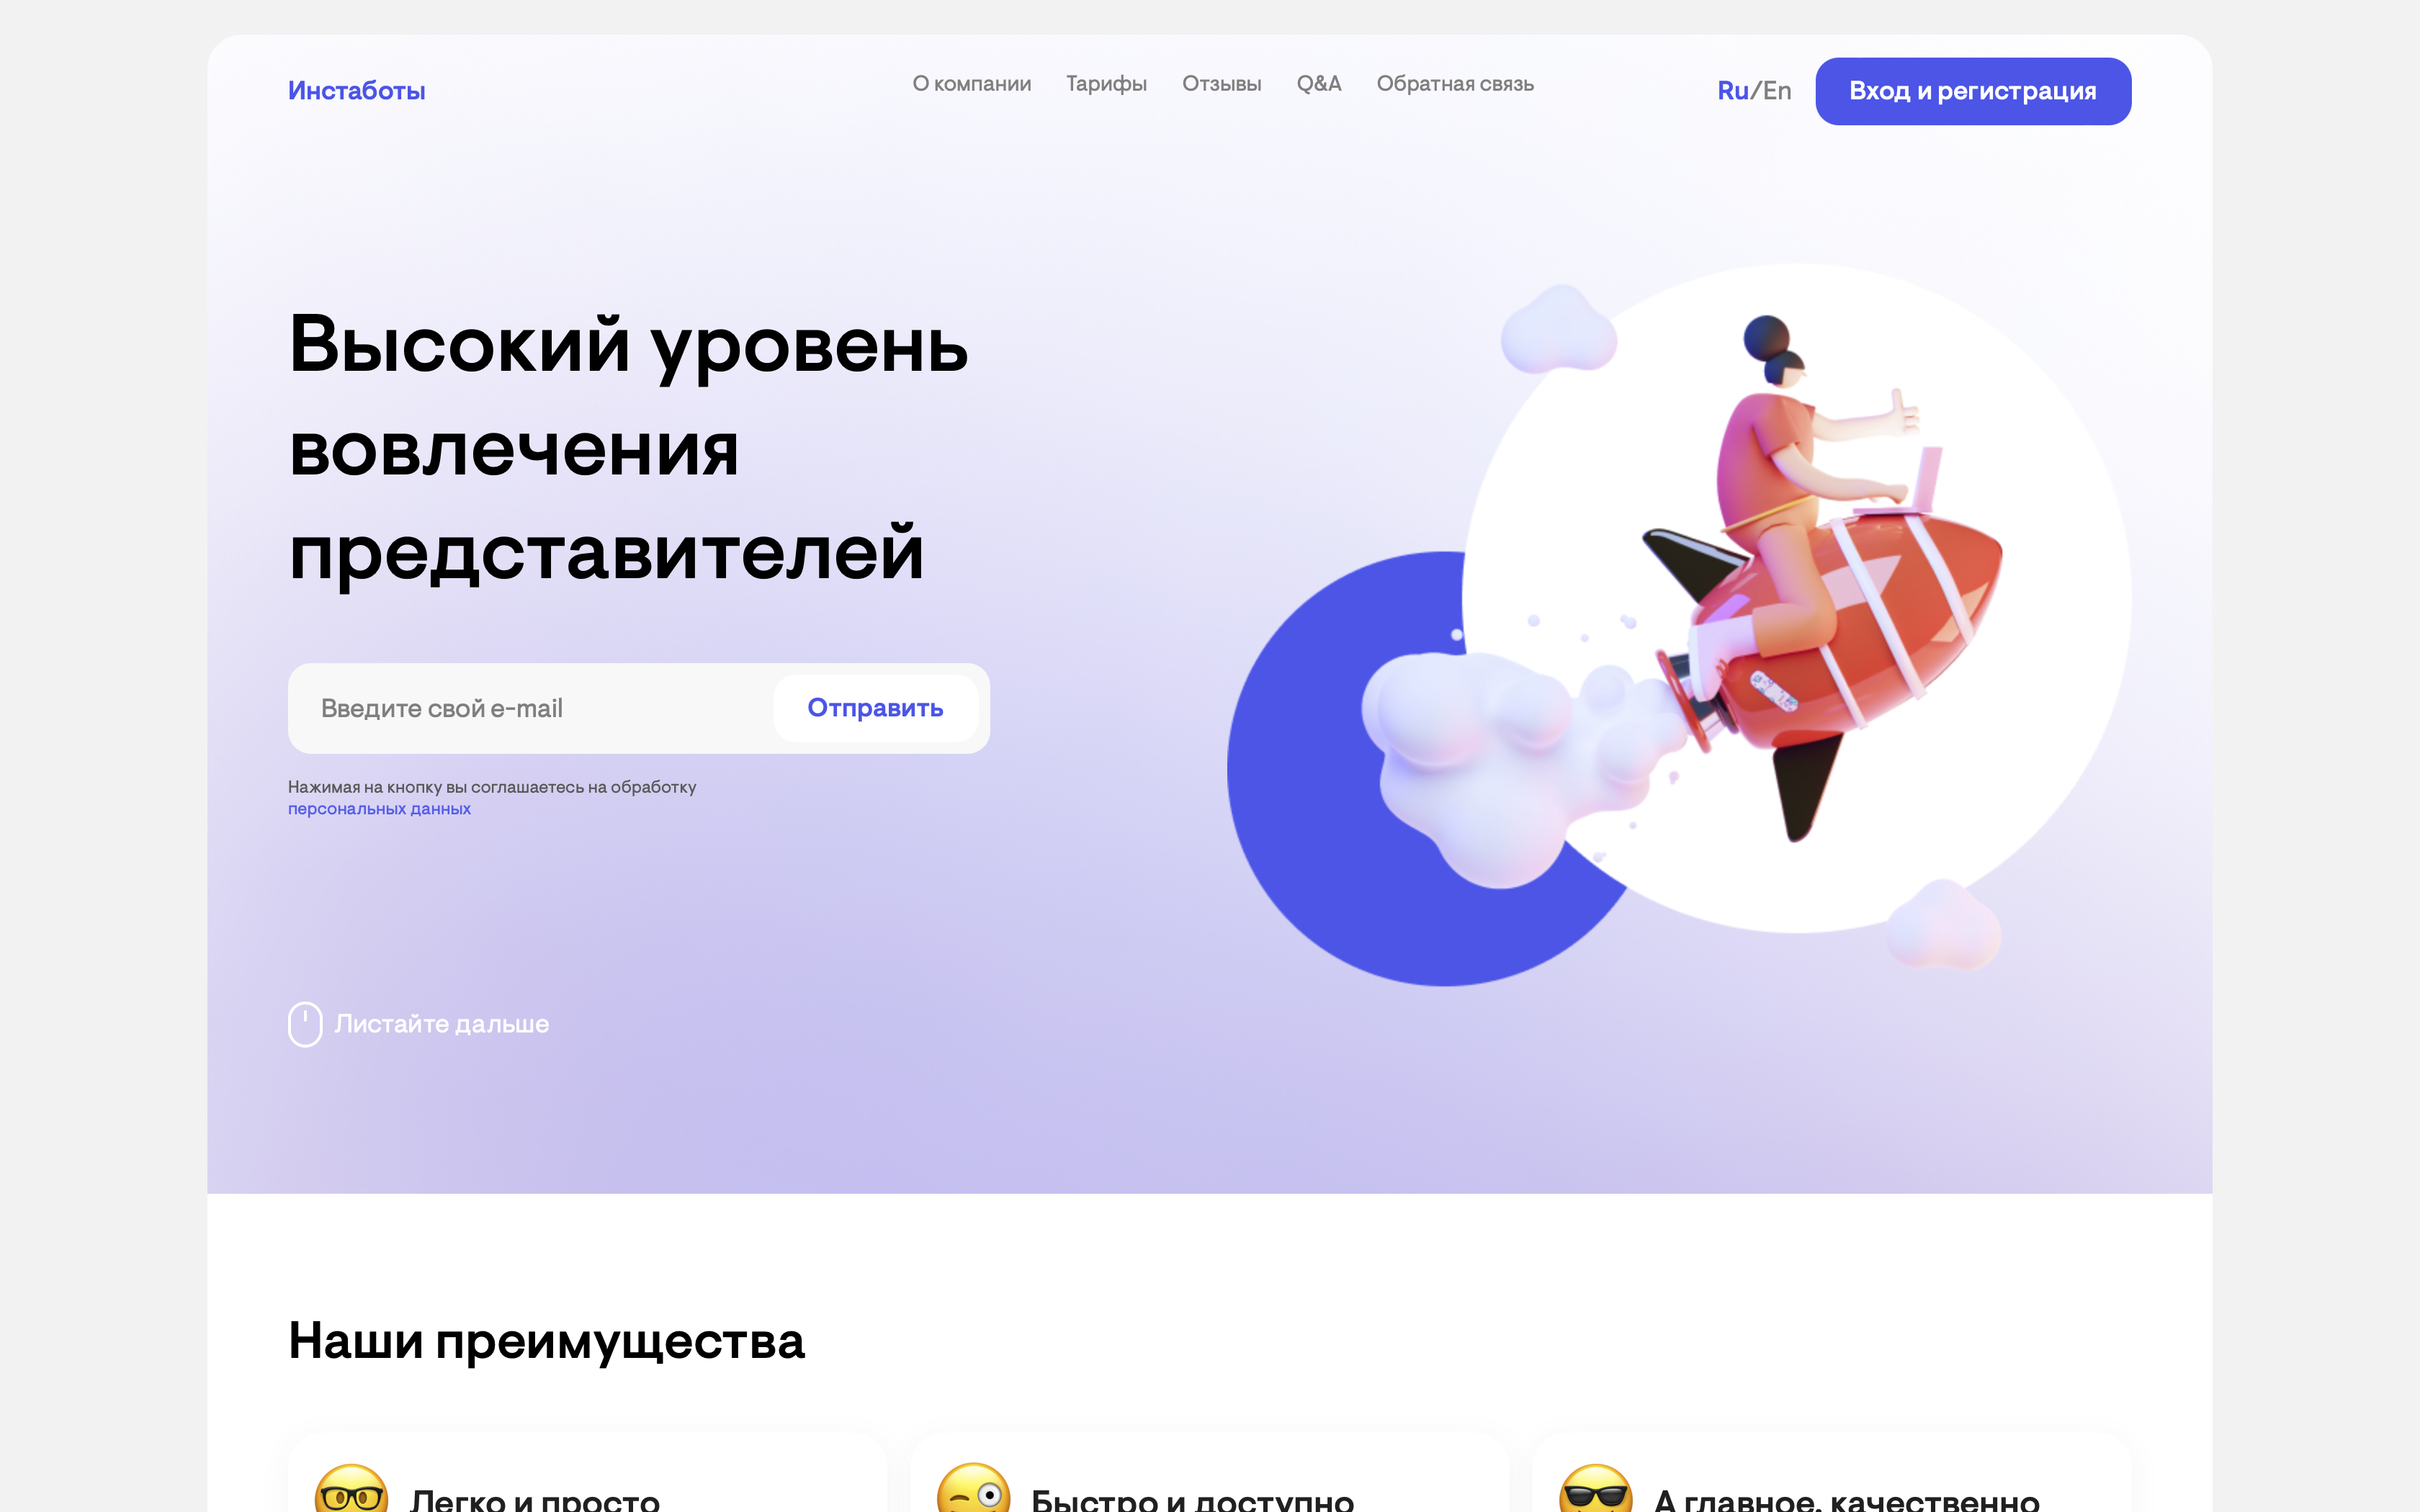 Инстаботы
О компании Тарифы Отзывы Q&A Обратная связь
Ru/En
Вход и регистрация
Высокий уровень
вовлечения
представителей
Введите свой e-mail
Отправить
Нажимая на кнопку вы соглашаетесь на обработку
персональных данных
Листайте дальше
Наши преимущества
Легко и просто
Быстро и доступно
А главное, качественно